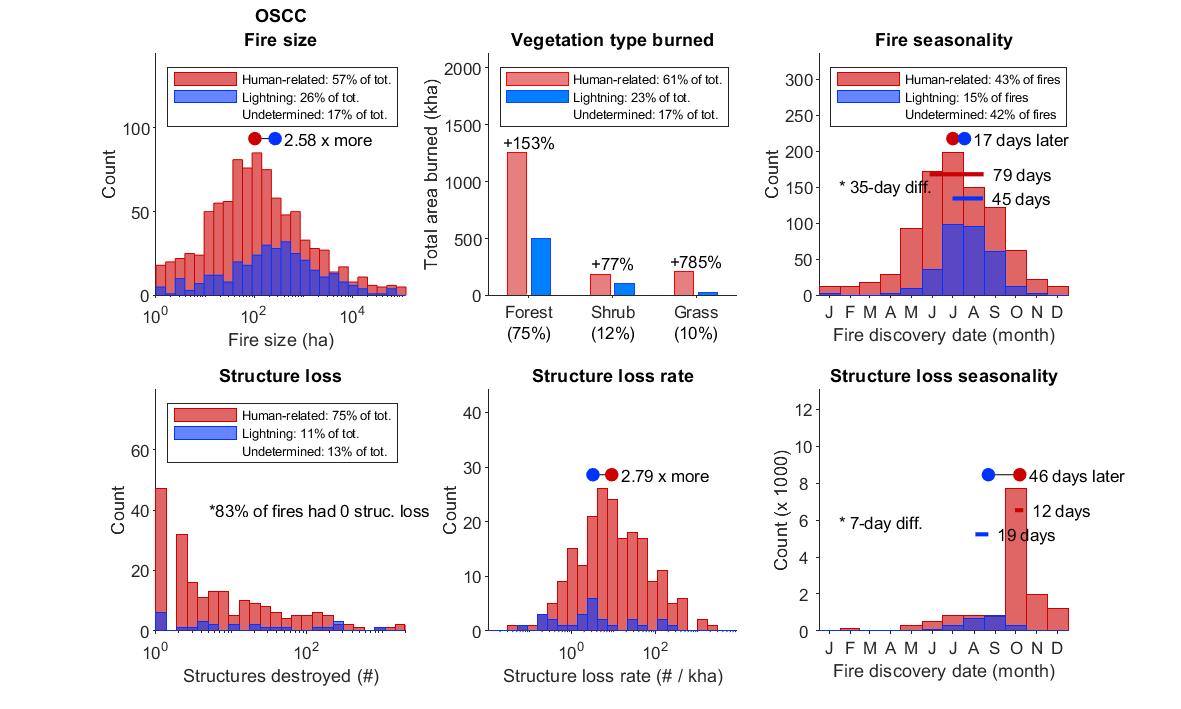 OSCC
Fire size
Human-related: 57% of tot.
Lightning: 26% of tot.
Undetermined: 17% of tot.
2.58 x more
Count
100
50
0
10^0
10^2
10^4
Fire size (ha)
Vegetation type burned
Human-related: 61% of tot.
Lightning: 23% of tot.
Undetermined: 17% of tot.
Total area burned (kha)
2000
1500
1000
500
0
+153%
+77%
+785%
Forest Shrub Grass
(75%) (12%) (10%)
Fire seasonality
Human-related: 43% of fires
Lightning: 15% of fires
Undetermined: 42% of fires
17 days later
79 days
* 35-day diff.
45 days
Count
300
250
200
150
100
50
0
J F M A M J J A S O N D
Fire discovery date (month)
Structure loss
Human-related: 75% of tot.
Lightning: 11% of tot.
Undetermined: 13% of tot.
*83% of fires had 0 struc. loss
Count
60
40
20
0
10^0
10^2
Structures destroyed (#)
Structure loss rate
2.79 x more
Count
40
30
20
10
0
10^0
10^2
Structure loss rate (# / kha)
Structure loss seasonality
46 days later
12 days
* 7-day diff.
19 days
Count (x 1000)
12
10
8
6
4
2
0
J F M A M J J A S O N D
Fire discovery date (month)